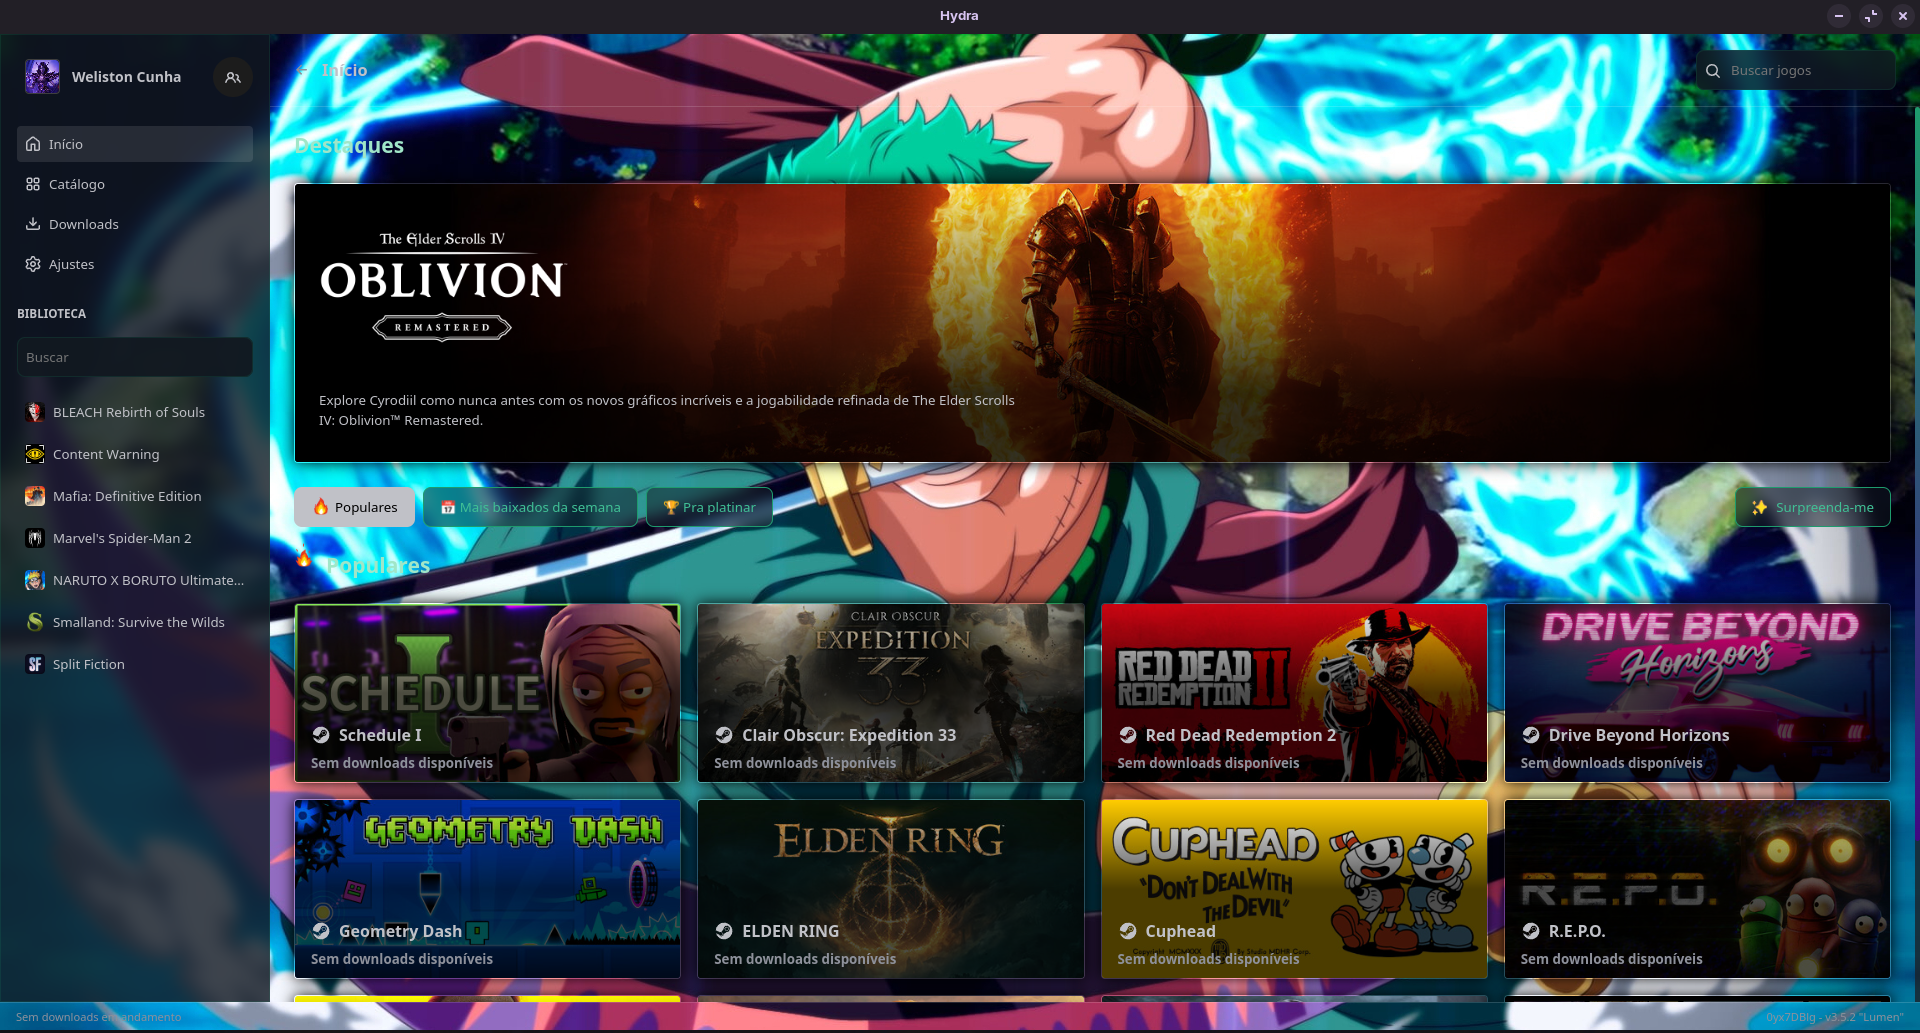 Hydra
Weliston Cunha
Início
Catálogo
Downloads
Ajustes
BIBLIOTECA
Buscar
BLEACH Rebirth of Souls
Content Warning
Mafia: Definitive Edition
Marvel's Spider-Man 2
NARUTO X BORUTO Ultimate...
Smalland: Survive the Wilds
SF Split Fiction
Início
Buscar jogos
Destaques
The Elder Scrolls IV
OBLIVION
REMASTERED
Explore Cyrodiil como nunca antes com os novos gráficos incríveis e a jogabilidade refinada de The Elder Scrolls
IV: Oblivion™ Remastered.
Populares
Mais baixados da semana
Pra platinar
Surpreenda-me
Populares
SCHEDULE I
Schedule I
Sem downloads disponíveis
CLAIR OBSCUR
EXPEDITION
33
Clair Obscur: Expedition 33
Sem downloads disponíveis
RED DEAD
REDEMPTION II
Red Dead Redemption 2
Sem downloads disponíveis
DRIVE BEYOND
Horizons
Drive Beyond Horizons
Sem downloads disponíveis
GEOMETRY DASH
Geometry Dash
Sem downloads disponíveis
ELDEN RING
ELDEN RING
Sem downloads disponíveis
CUPHEAD
"DON'T DEAL WITH
THE DEVIL"
Cuphead
Sem downloads disponíveis
R.E.P.O.
R.E.P.O.
Sem downloads disponíveis
Sem downloads em andamento
v3.5.2 "Lumen"